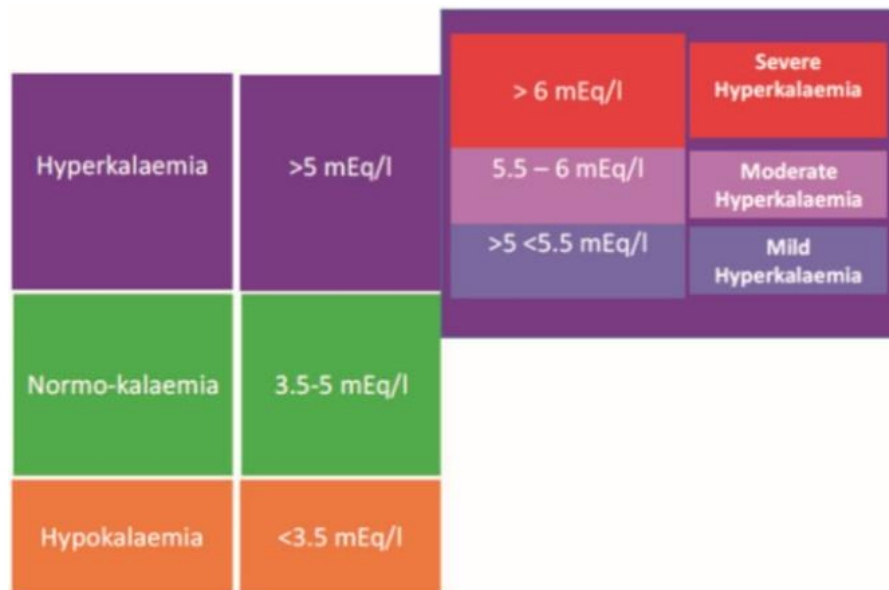 Hyperkalaemia
>5 mEq/l
> 6 mEq/l
Severe
Hyperkalaemia
5.5 – 6 mEq/l
Moderate
Hyperkalaemia
>5 <5.5 mEq/l
Mild
Hyperkalaemia
Normo-kalaemia
3.5-5 mEq/l
Hypokalaemia
<3.5 mEq/l